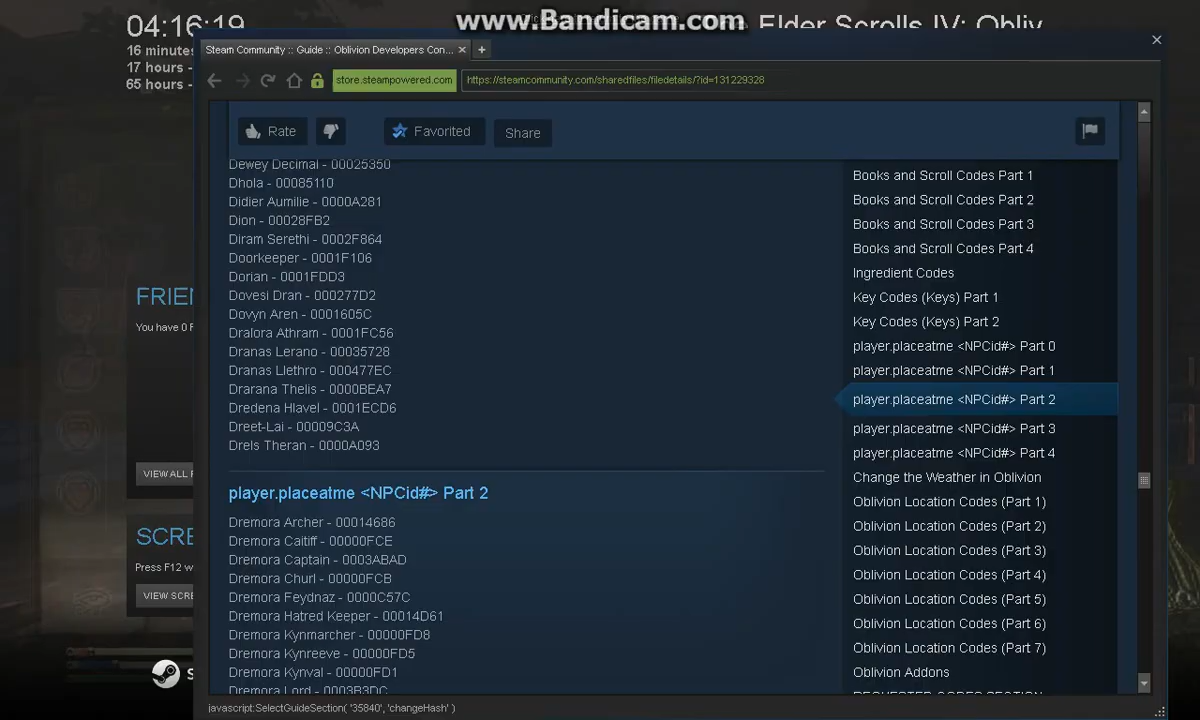 04:16:19
www.Bandicam.com
Elder Scrolls IV: Obliv
16 minutes
17 hours -
65 hours -
Steam Community :: Guide :: Oblivion Developers Con...
store.steampowered.com
https://steamcommunity.com/sharedfiles/filedetails/?id=131229328
Rate
Favorited
Share
Dewey Decimal - 00025350
Dhola - 00085110
Didier Aumilie - 0000A281
Dion - 00028FB2
Diram Serethi - 0002F864
Doorkeeper - 0001F106
Dorian - 0001FDD3
Dovesi Dran - 000277D2
Dovyn Aren - 0001605C
Dralora Athram - 0001FC56
Dranas Lerano - 00035728
Dranas Llethro - 000477EC
Drarana Thelis - 0000BEA7
Dredena Hlavel - 0001ECD6
Dreet-Lai - 00009C3A
Drels Theran - 0000A093
player.placeatme <NPCid#> Part 2
Dremora Archer - 00014686
Dremora Caitiff - 00000FCE
Dremora Captain - 0003ABAD
Dremora Churl - 00000FCB
Dremora Feydnaz - 0000C57C
Dremora Hatred Keeper - 00014D61
Dremora Kynmarcher - 00000FD8
Dremora Kynreeve - 00000FD5
Dremora Kynval - 00000FD1
Dremora Lord - 0003B3DC
Books and Scroll Codes Part 1
Books and Scroll Codes Part 2
Books and Scroll Codes Part 3
Books and Scroll Codes Part 4
Ingredient Codes
Key Codes (Keys) Part 1
Key Codes (Keys) Part 2
player.placeatme <NPCid#> Part 0
player.placeatme <NPCid#> Part 1
player.placeatme <NPCid#> Part 2
player.placeatme <NPCid#> Part 3
player.placeatme <NPCid#> Part 4
Change the Weather in Oblivion
Oblivion Location Codes (Part 1)
Oblivion Location Codes (Part 2)
Oblivion Location Codes (Part 3)
Oblivion Location Codes (Part 4)
Oblivion Location Codes (Part 5)
Oblivion Location Codes (Part 6)
Oblivion Location Codes (Part 7)
Oblivion Addons
REQUESTED CODES SECTION
FRIEN
You have 0 F
VIEW ALL F
SCRE
Press F12 w
VIEW SCRE
S
javascript:SelectGuideSection( '35840', 'changeHash' )